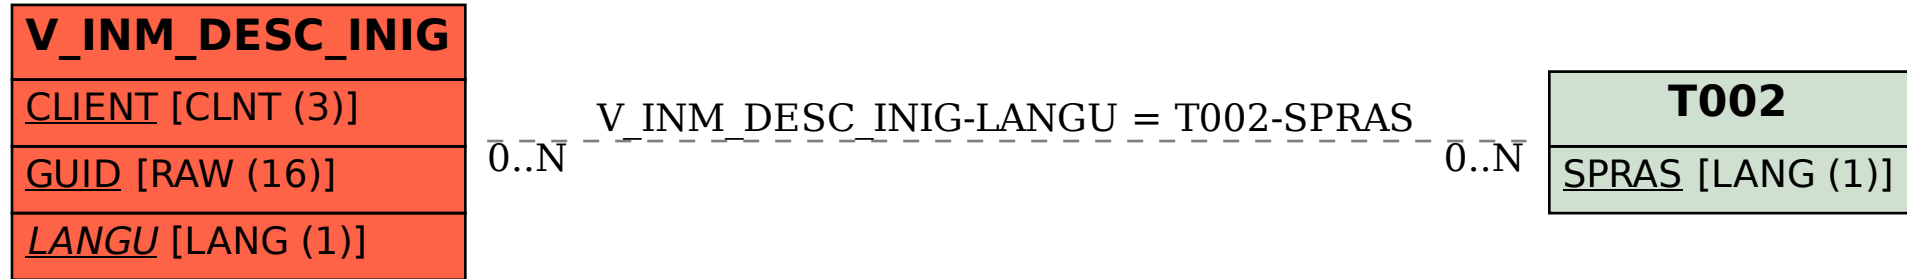 V_INM_DESC_INIG
CLIENT [CLNT (3)]
GUID [RAW (16)]
LANGU [LANG (1)]
V_INM_DESC_INIG-LANGU = T002-SPRAS
0..N
0..N
T002
SPRAS [LANG (1)]